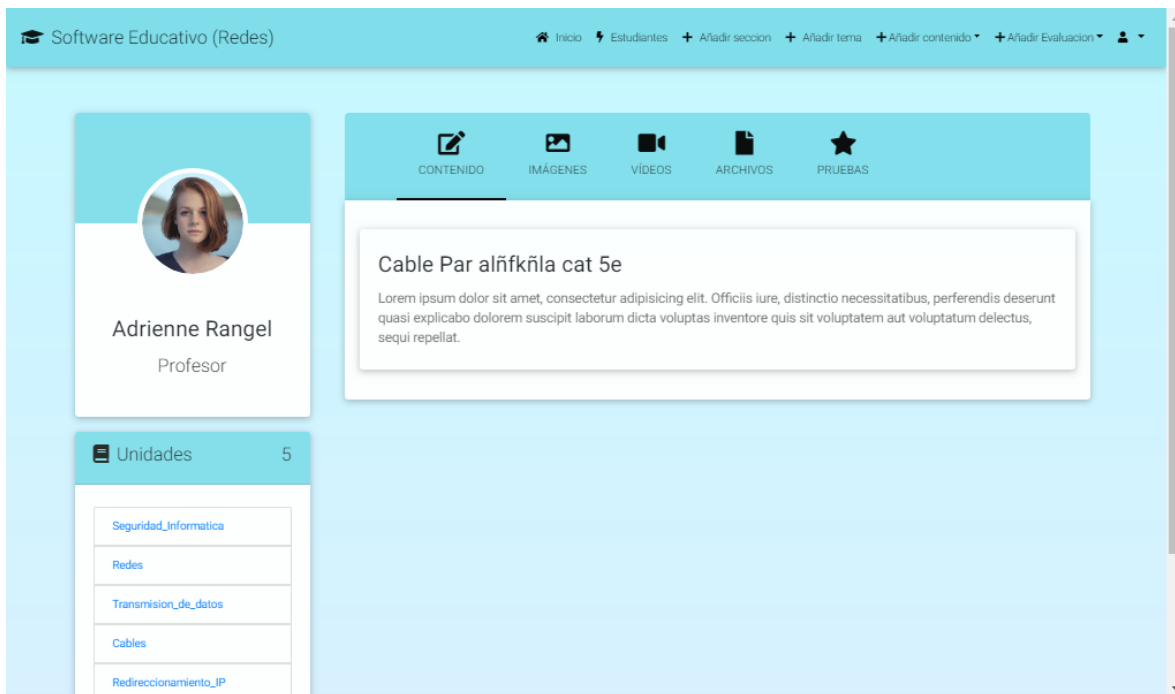 Software Educativo (Redes)
Inicio Estudiantes Añadir seccion Añadir tema Añadir contenido Añadir Evaluacion
Adrienne Rangel
Profesor
Unidades 5
Seguridad_Informatica
Redes
Transmision_de_datos
Cables
Redireccionamiento_IP
CONTENIDO IMÁGENES VÍDEOS ARCHIVOS PRUEBAS
Cable Par alñfkñla cat 5e
Lorem ipsum dolor sit amet, consectetur adipisicing elit. Officiis iure, distinctio necessitatibus, perferendis deserunt
quasi explicabo dolorem suscipit laborum dicta voluptas inventore quis sit voluptatem aut voluptatum delectus,
sequi repellat.